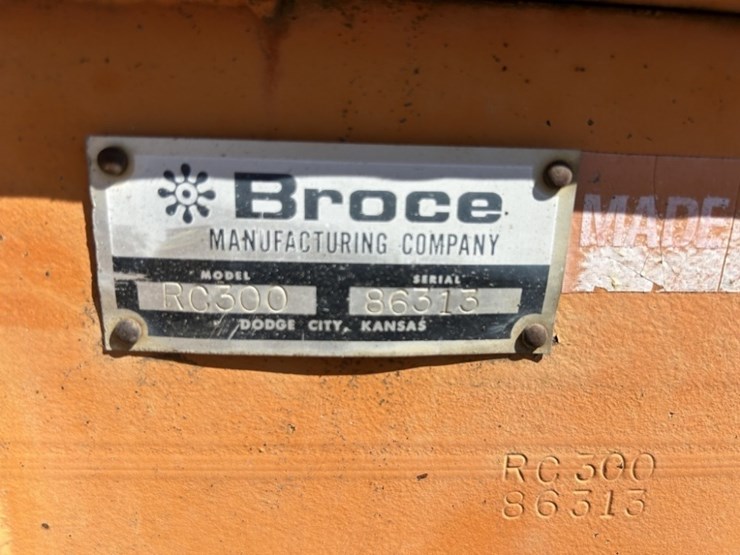 Broce
MANUFACTURING COMPANY
MODEL SERIAL
RC300 86313
DODGE CITY, KANSAS
MADE
RC300
86313